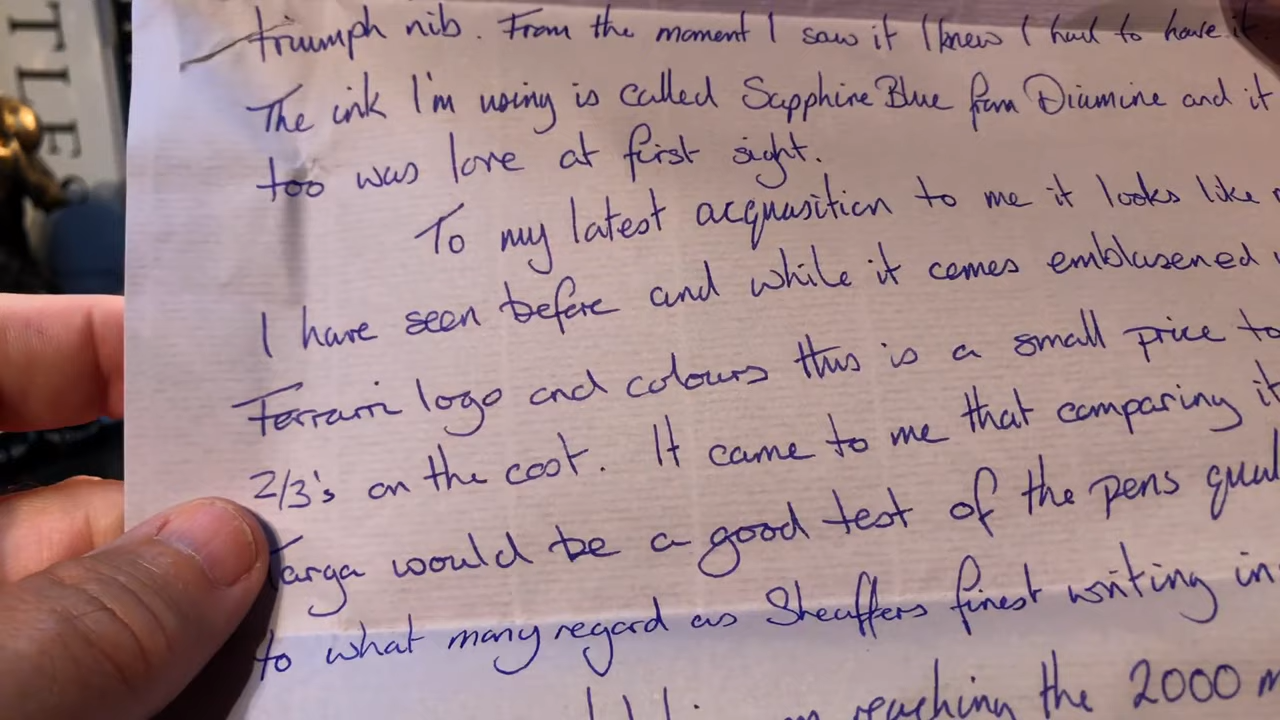 TLE
triumph nib. From the moment I saw it I knew I had to have it
The ink I'm using is called Sapphire Blue from Diamine and it
too was love at first sight.
To my latest acquasition to me it looks like
I have seen before and while it comes emblasened
Ferrari logo and colours this is a small price to
2/3's on the cost. It came to me that comparing it
Targa would be a good test of the pens qual
to what many regard as Sheaffers finest writing in
reaching the 2000 m